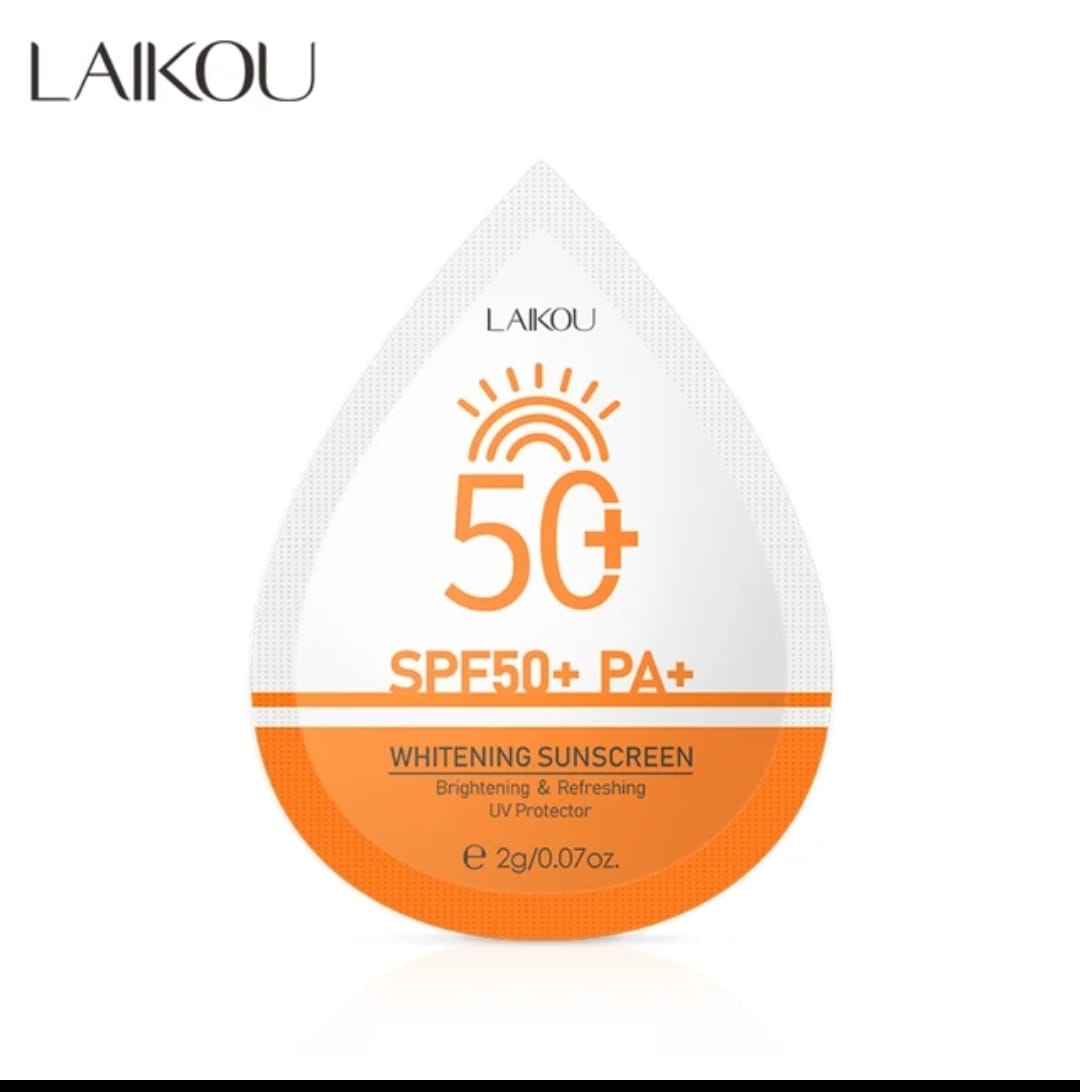 LAIKOU
LAIKOU
50+
SPF50+ PA+
WHITENING SUNSCREEN
Brightening & Refreshing
UV Protector
℮ 2g/0.07oz.